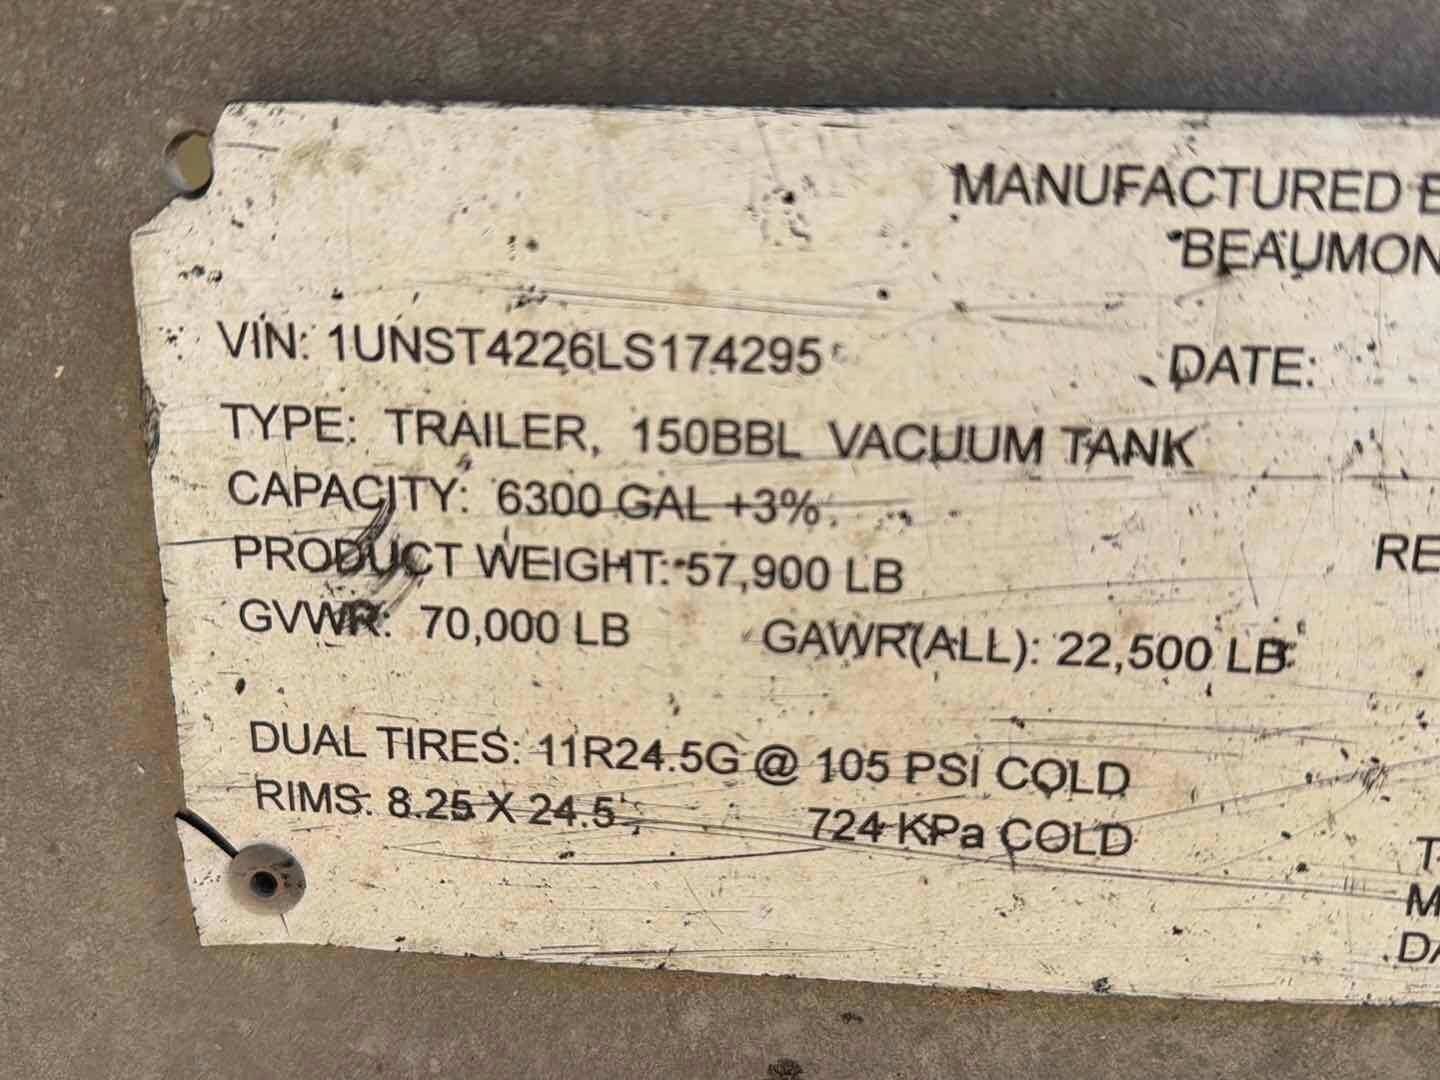 MANUFACTURED B
BEAUMON
VIN: 1UNST4226LS174295
DATE:
TYPE: TRAILER, 150BBL VACUUM TANK
CAPACITY: 6300 GAL +3%
RE
PRODUCT WEIGHT: 57,900 LB
GVWR: 70,000 LB GAWR(ALL): 22,500 LB
DUAL TIRES: 11R24.5G @ 105 PSI COLD
RIMS: 8.25 X 24.5 724 KPa COLD
T
M
DA